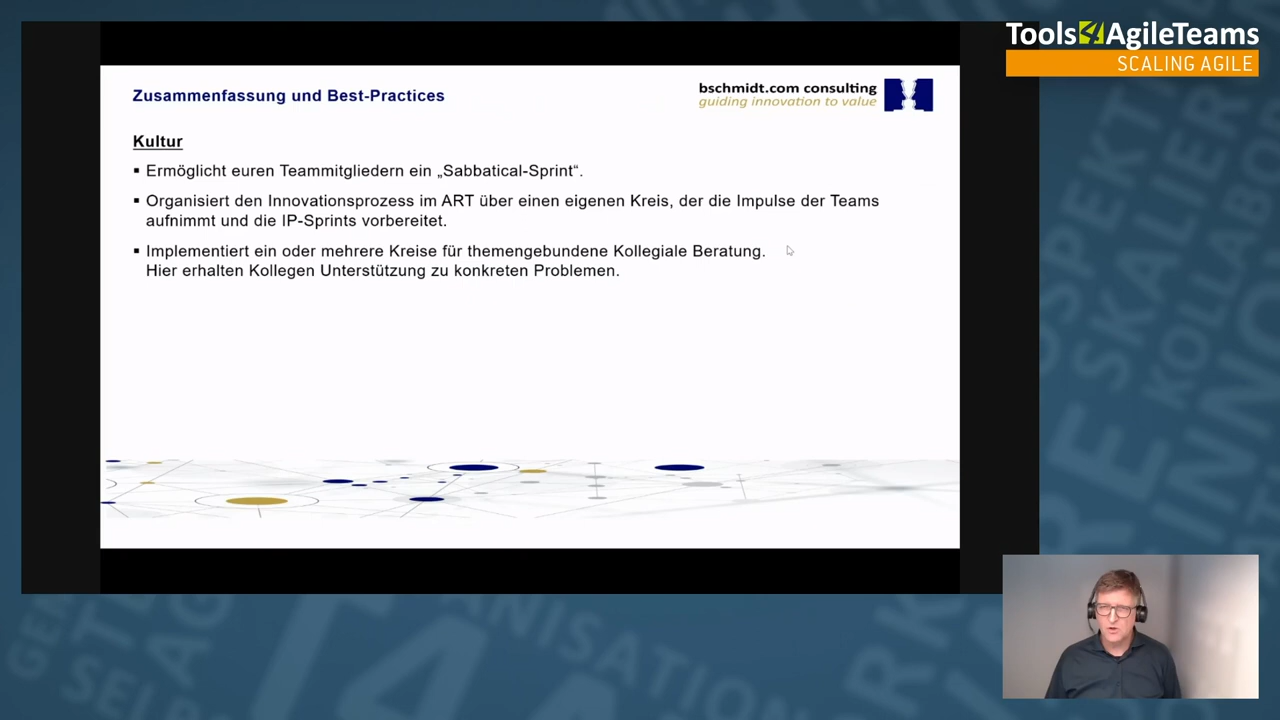 Tools4AgileTeams
SCALING AGILE
Zusammenfassung und Best-Practices
bschmidt.com consulting
guiding innovation to value
Kultur
▪ Ermöglicht euren Teammitgliedern ein „Sabbatical-Sprint“.
▪ Organisiert den Innovationsprozess im ART über einen eigenen Kreis, der die Impulse der Teams
aufnimmt und die IP-Sprints vorbereitet.
▪ Implementiert ein oder mehrere Kreise für themengebundene Kollegiale Beratung.
Hier erhalten Kollegen Unterstützung zu konkreten Problemen.